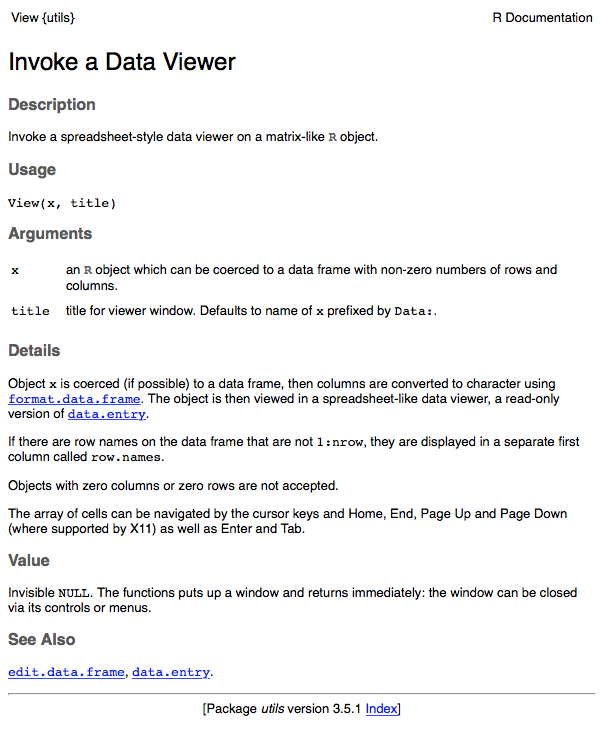 View {utils} R Documentation
Invoke a Data Viewer
Description
Invoke a spreadsheet-style data viewer on a matrix-like R object.
Usage
View(x, title)
Arguments
x an R object which can be coerced to a data frame with non-zero numbers of rows and
columns.
title title for viewer window. Defaults to name of x prefixed by Data:.
Details
Object x is coerced (if possible) to a data frame, then columns are converted to character using
format.data.frame. The object is then viewed in a spreadsheet-like data viewer, a read-only
version of data.entry.
If there are row names on the data frame that are not 1:nrow, they are displayed in a separate first
column called row.names.
Objects with zero columns or zero rows are not accepted.
The array of cells can be navigated by the cursor keys and Home, End, Page Up and Page Down
(where supported by X11) as well as Enter and Tab.
Value
Invisible NULL. The functions puts up a window and returns immediately: the window can be closed
via its controls or menus.
See Also
edit.data.frame, data.entry.
[Package utils version 3.5.1 Index]